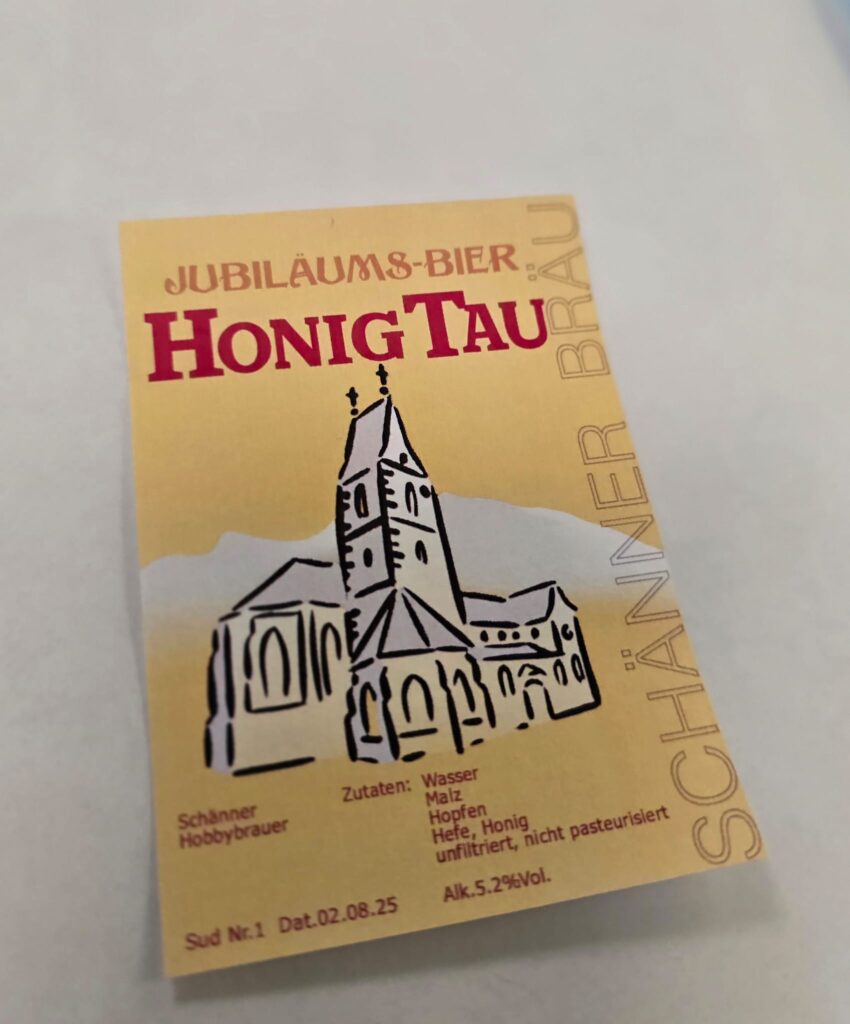 JUBILÄUMS-BIER
HONIG TAU
SCHÄNNER BRÄU
Schänner
Hobbybrauer
Zutaten: Wasser
Malz
Hopfen
Hefe, Honig
unfiltriert, nicht pasteurisiert
Alk.5.2%Vol.
Sud Nr.1 Dat.02.08.25